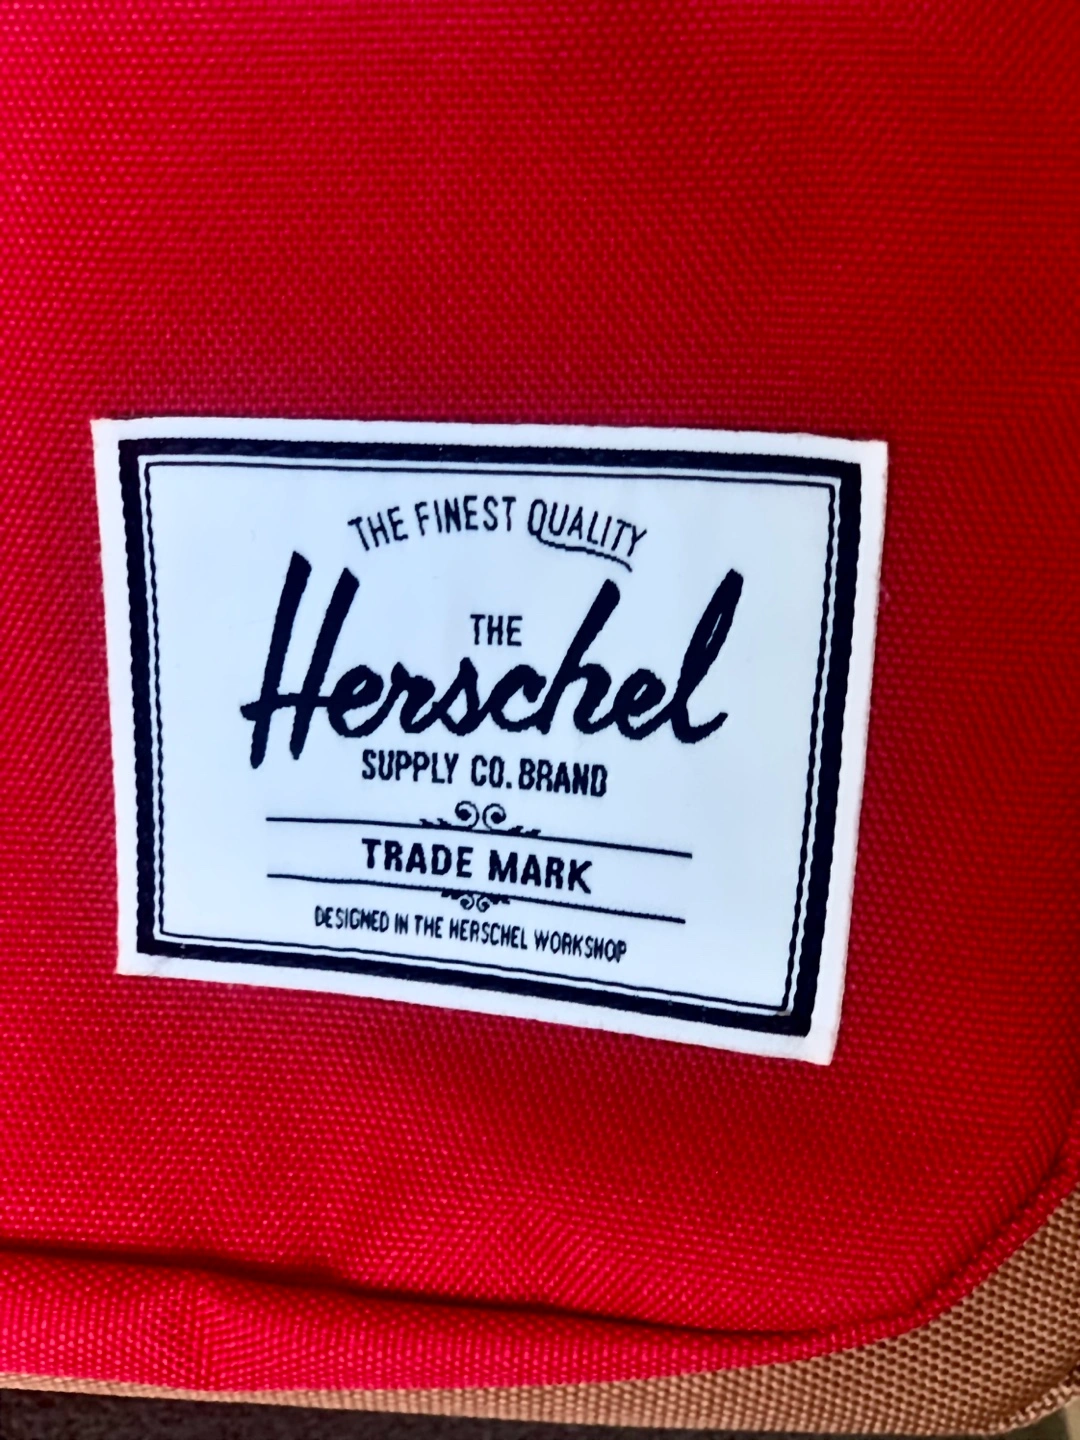 THE FINEST QUALITY
THE
Herschel
SUPPLY CO. BRAND
TRADE MARK
DESIGNED IN THE HERSCHEL WORKSHOP